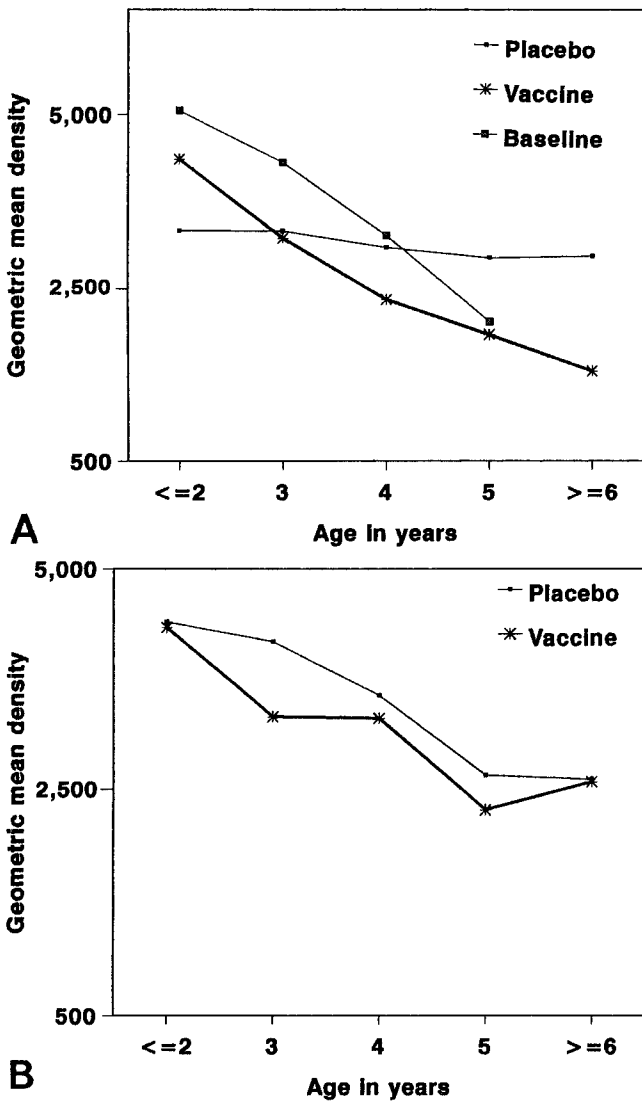 Placebo
Vaccine
Baseline
5,000
2,500
500
Geometric mean density
<=2 3 4 5 >=6
Age in years
A
5,000
Placebo
Vaccine
2,500
500
Geometric mean density
<=2 3 4 5 >=6
Age in years
B